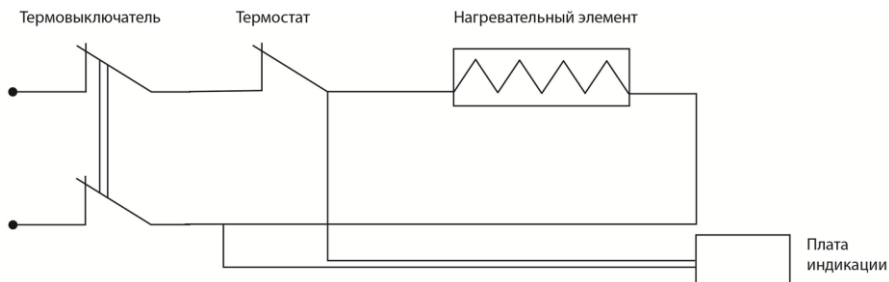 Термовыключатель
Термостат
Нагревательный элемент
Плата
индикации